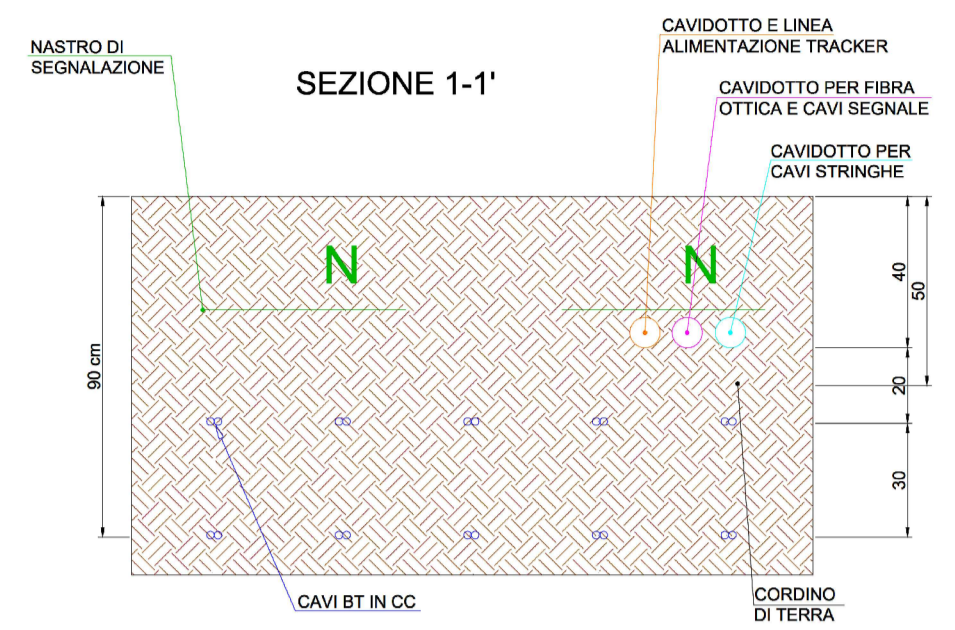 CAVIDOTTO E LINEA
ALIMENTAZIONE TRACKER
NASTRO DI
SEGNALAZIONE
SEZIONE 1-1'
CAVIDOTTO PER FIBRA
OTTICA E CAVI SEGNALE
CAVIDOTTO PER
CAVI STRINGHE
N
N
40
50
90 cm
20
30
CAVI BT IN CC
CORDINO
DI TERRA